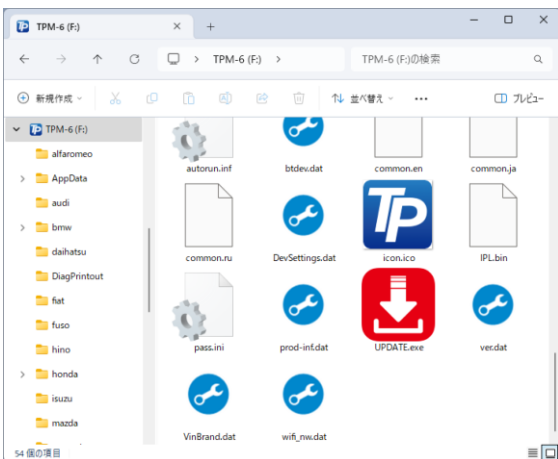 TPM-6 (F:)
TPM-6 (F:)
TPM-6 (F:)の検索
新規作成
並べ替え
プレビュー
TPM-6 (F:)
alfaromeo
AppData
audi
bmw
daihatsu
DiagPrintout
fiat
fuso
hino
honda
isuzu
mazda
autorun.inf
btdev.dat
common.en
common.ja
common.ru
DevSettings.dat
TP
icon.ico
IPL.bin
pass.ini
prod-inf.dat
UPDATE.exe
ver.dat
VinBrand.dat
wifi_nw.dat
54 個の項目